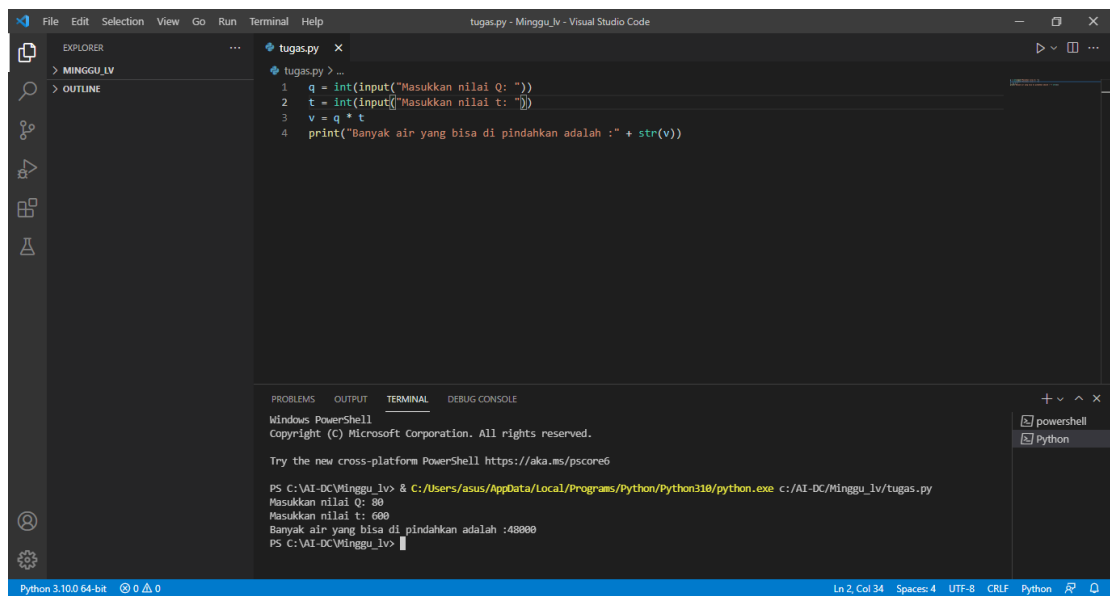 File Edit Selection View Go Run Terminal Help
tugas.py - Minggu_lv - Visual Studio Code
EXPLORER
MINGGU_LV
OUTLINE
tugas.py
tugas.py > ...
1 q = int(input("Masukkan nilai Q: "))
2 t = int(input("Masukkan nilai t: "))
3 v = q * t
4 print("Banyak air yang bisa di pindahkan adalah :" + str(v))
PROBLEMS OUTPUT TERMINAL DEBUG CONSOLE
powershell
Python
Windows PowerShell
Copyright (C) Microsoft Corporation. All rights reserved.
Try the new cross-platform PowerShell https://aka.ms/pscore6
PS C:\AI-DC\Minggu_lv> & C:/Users/asus/AppData/Local/Programs/Python/Python310/python.exe c:/AI-DC/Minggu_lv/tugas.py
Masukkan nilai Q: 80
Masukkan nilai t: 600
Banyak air yang bisa di pindahkan adalah :48000
PS C:\AI-DC\Minggu_lv>
Python 3.10.0 64-bit 0 0 Ln 2, Col 34 Spaces: 4 UTF-8 CRLF Python